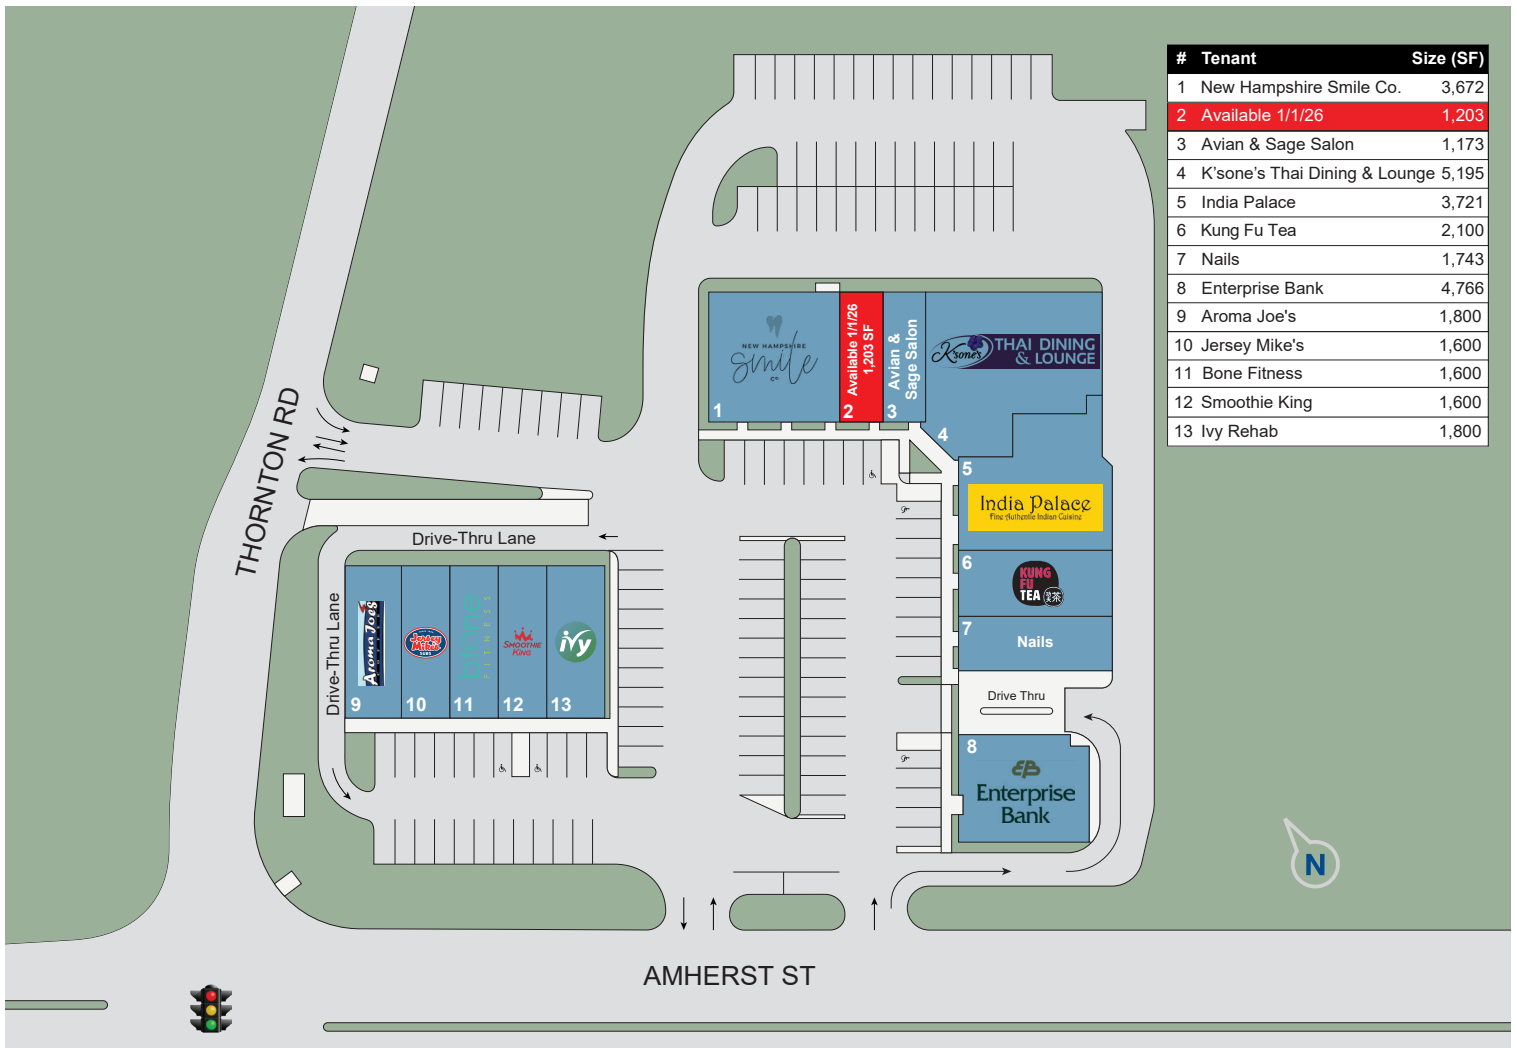 # Tenant Size (SF)
1 New Hampshire Smile Co. 3,672
2 Available 1/1/26 1,203
3 Avian & Sage Salon 1,173
4 K'sone's Thai Dining & Lounge 5,195
5 India Palace 3,721
6 Kung Fu Tea 2,100
7 Nails 1,743
8 Enterprise Bank 4,766
9 Aroma Joe's 1,800
10 Jersey Mike's 1,600
11 Bone Fitness 1,600
12 Smoothie King 1,600
13 Ivy Rehab 1,800
NEW HAMPSHIRE
smile
CO
1
Available 1/1/26
1,203 SF
2
Avian &
Sage Salon
3
K'sone's
THAI DINING
& LOUNGE
4
5
India Palace
Fine Authentic Indian Cuisine
6
KUNG
FU
TEA
7
Nails
Drive Thru
8
EB
Enterprise
Bank
THORNTON RD
Drive-Thru Lane
Drive-Thru Lane
Aroma Joe's
9
Jersey
Mike's
SUBS
10
bone
FITNESS
11
SMOOTHIE
KING
12
ivy
13
N
AMHERST ST